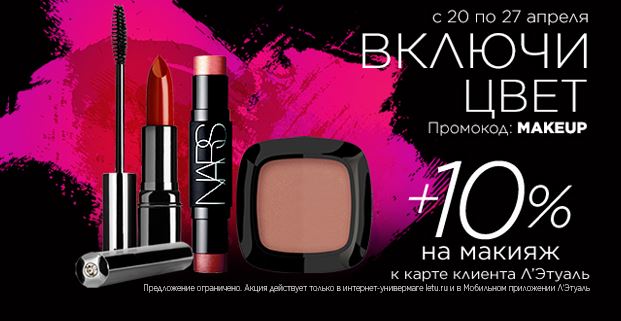 с 20 по 27 апреля
ВКЛЮЧИ
ЦВЕТ
Промокод: MAKEUP
NARS
+10%
на макияж
к карте клиента Л'Этуаль
Предложение ограничено. Акция действует только в интернет-универмаге letu.ru и в Мобильном приложении Л'Этуаль